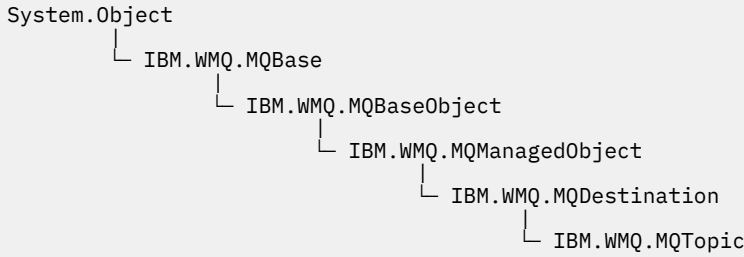 System.Object
IBM.WMQ.MQBase
IBM.WMQ.MQBaseObject
IBM.WMQ.MQManagedObject
IBM.WMQ.MQDestination
IBM.WMQ.MQTopic